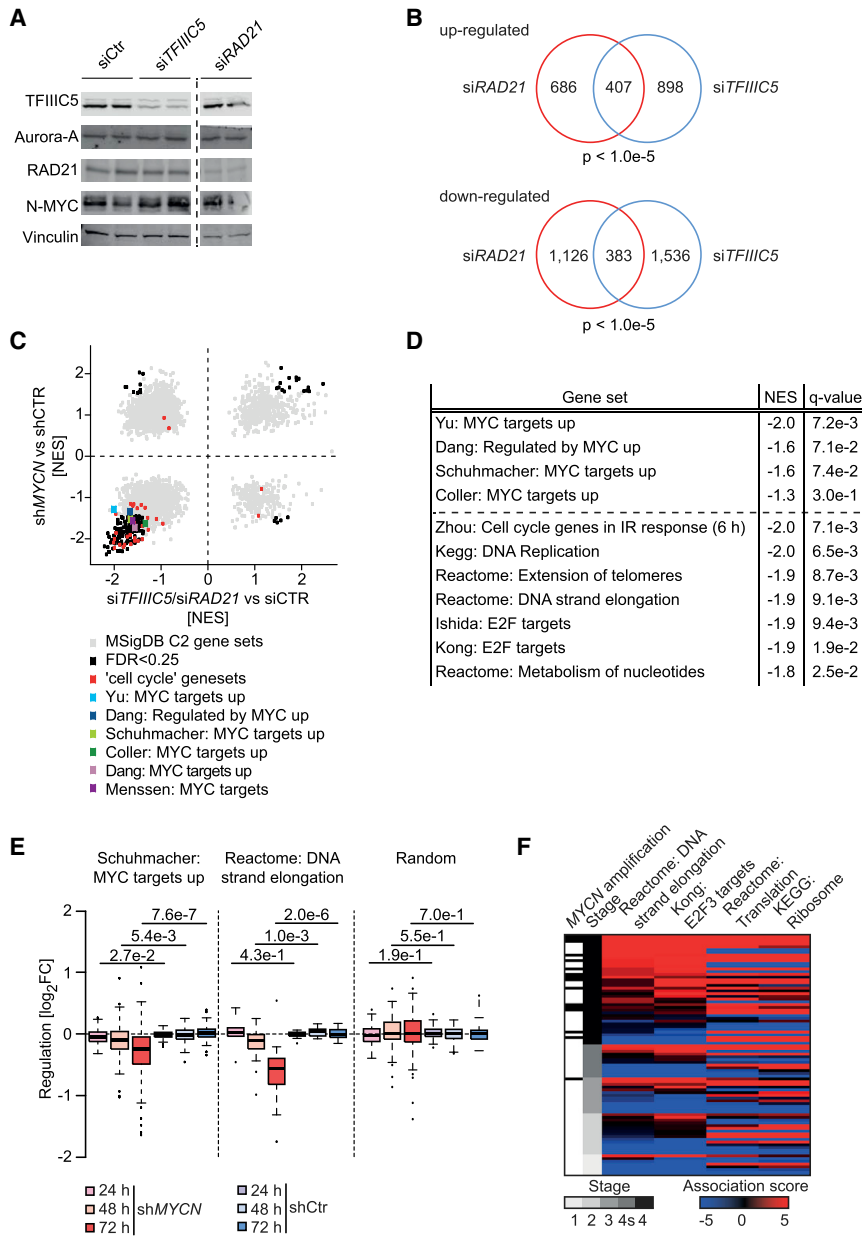 A
siCtr
siTFIIIC5
siRAD21
TFIIIC5
Aurora-A
RAD21
N-MYC
Vinculin
B
up-regulated
siRAD21
686
407
898
siTFIIIC5
p < 1.0e-5
down-regulated
siRAD21
1,126
383
1,536
siTFIIIC5
p < 1.0e-5
C
shMYCN vs shCTR
[NES]
2
1
0
-1
-2
-2
-1
0
1
2
siTFIIIC5/siRAD21 vs siCTR
[NES]
MSigDB C2 gene sets
FDR<0.25
'cell cycle' genesets
Yu: MYC targets up
Dang: Regulated by MYC up
Schuhmacher: MYC targets up
Coller: MYC targets up
Dang: MYC targets up
Menssen: MYC targets
D
Gene set NES q-value
Yu: MYC targets up -2.0 7.2e-3
Dang: Regulated by MYC up -1.6 7.1e-2
Schuhmacher: MYC targets up -1.6 7.4e-2
Coller: MYC targets up -1.3 3.0e-1
Zhou: Cell cycle genes in IR response (6 h) -2.0 7.1e-3
Kegg: DNA Replication -2.0 6.5e-3
Reactome: Extension of telomeres -1.9 8.7e-3
Reactome: DNA strand elongation -1.9 9.1e-3
Ishida: E2F targets -1.9 9.4e-3
Kong: E2F targets -1.9 1.9e-2
Reactome: Metabolism of nucleotides -1.8 2.5e-2
E
Schuhmacher:
MYC targets up
Reactome: DNA
strand elongation
Random
Regulation [log2FC]
2
1
0
-1
-2
7.6e-7
5.4e-3
2.7e-2
2.0e-6
1.0e-3
4.3e-1
7.0e-1
5.5e-1
1.9e-1
24 h
48 h
72 h
shMYCN
24 h
48 h
72 h
shCtr
F
MYCN amplification
Stage
Reactome: DNA
strand elongation
Kong:
E2F3 targets
Reactome:
Translation
KEGG:
Ribosome
Stage
1 2 3 4s 4
Association score
-5 0 5